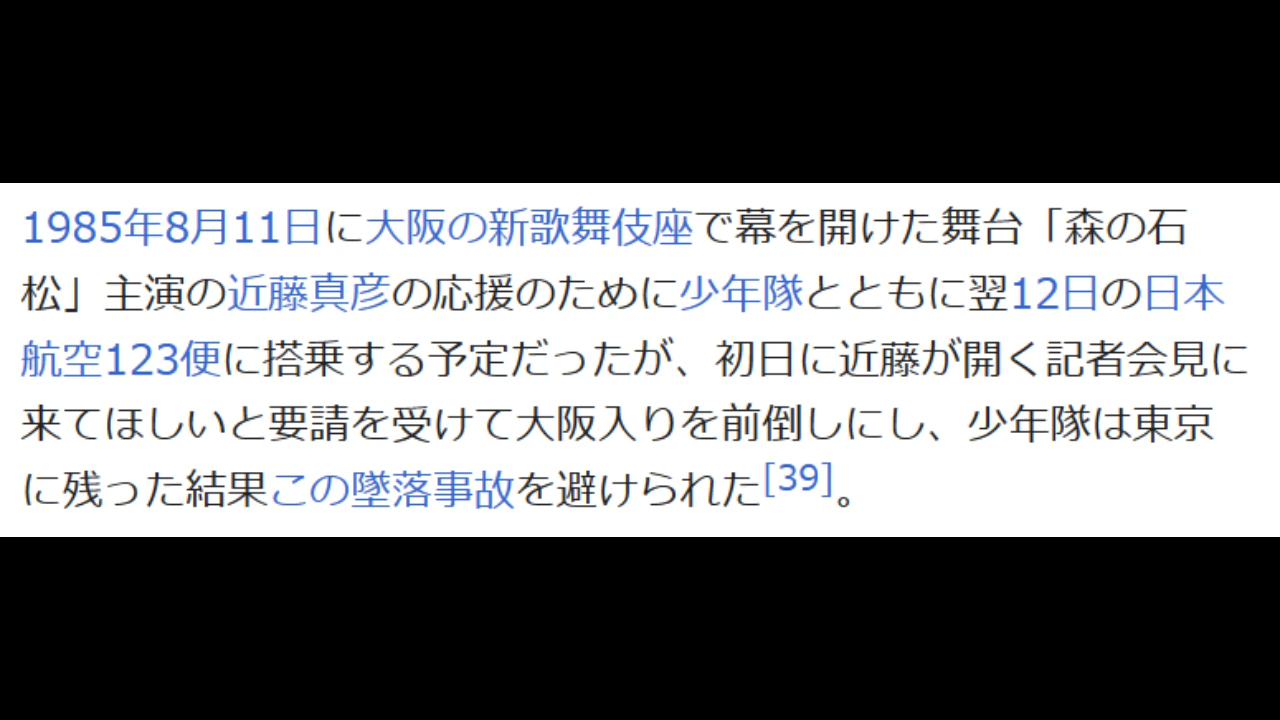 1985年8月11日に大阪の新歌舞伎座で幕を開けた舞台「森の石
松」主演の近藤真彦の応援のために少年隊とともに翌12日の日本
航空123便に搭乗する予定だったが、初日に近藤が開く記者会見に
来てほしいと要請を受けて大阪入りを前倒しにし、少年隊は東京
に残った結果この墜落事故を避けられた[39]。